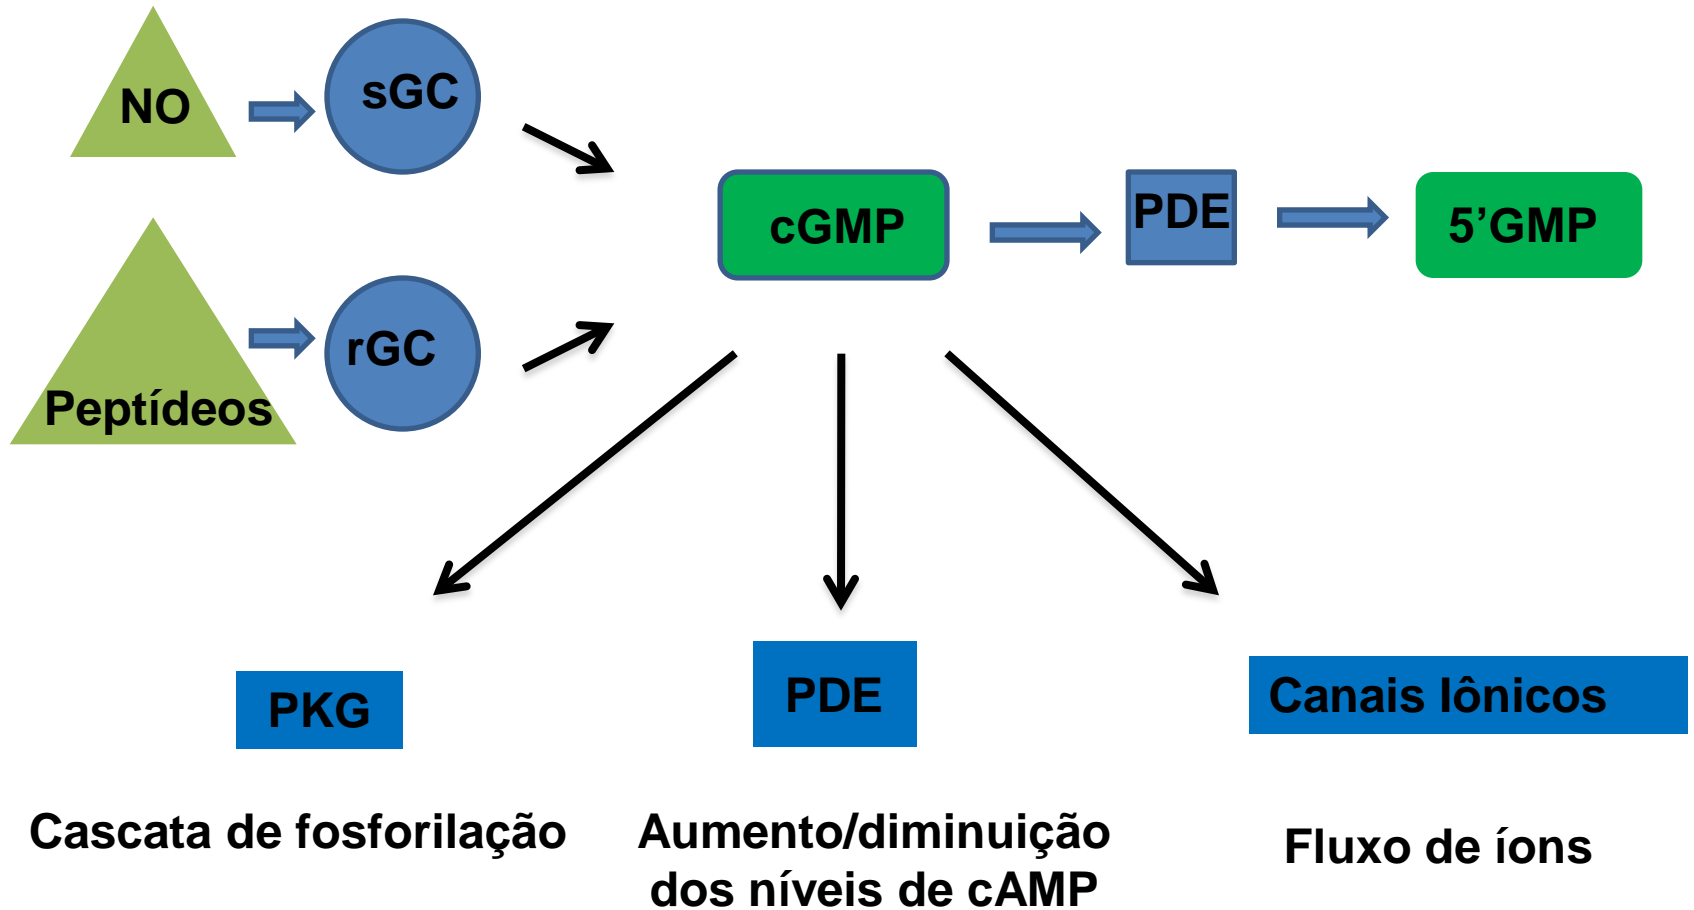 NO
sGC
cGMP
PDE
5’GMP
Peptídeos
rGC
PKG
PDE
Canais Iônicos
Cascata de fosforilação
Aumento/diminuição
dos níveis de cAMP
Fluxo de íons